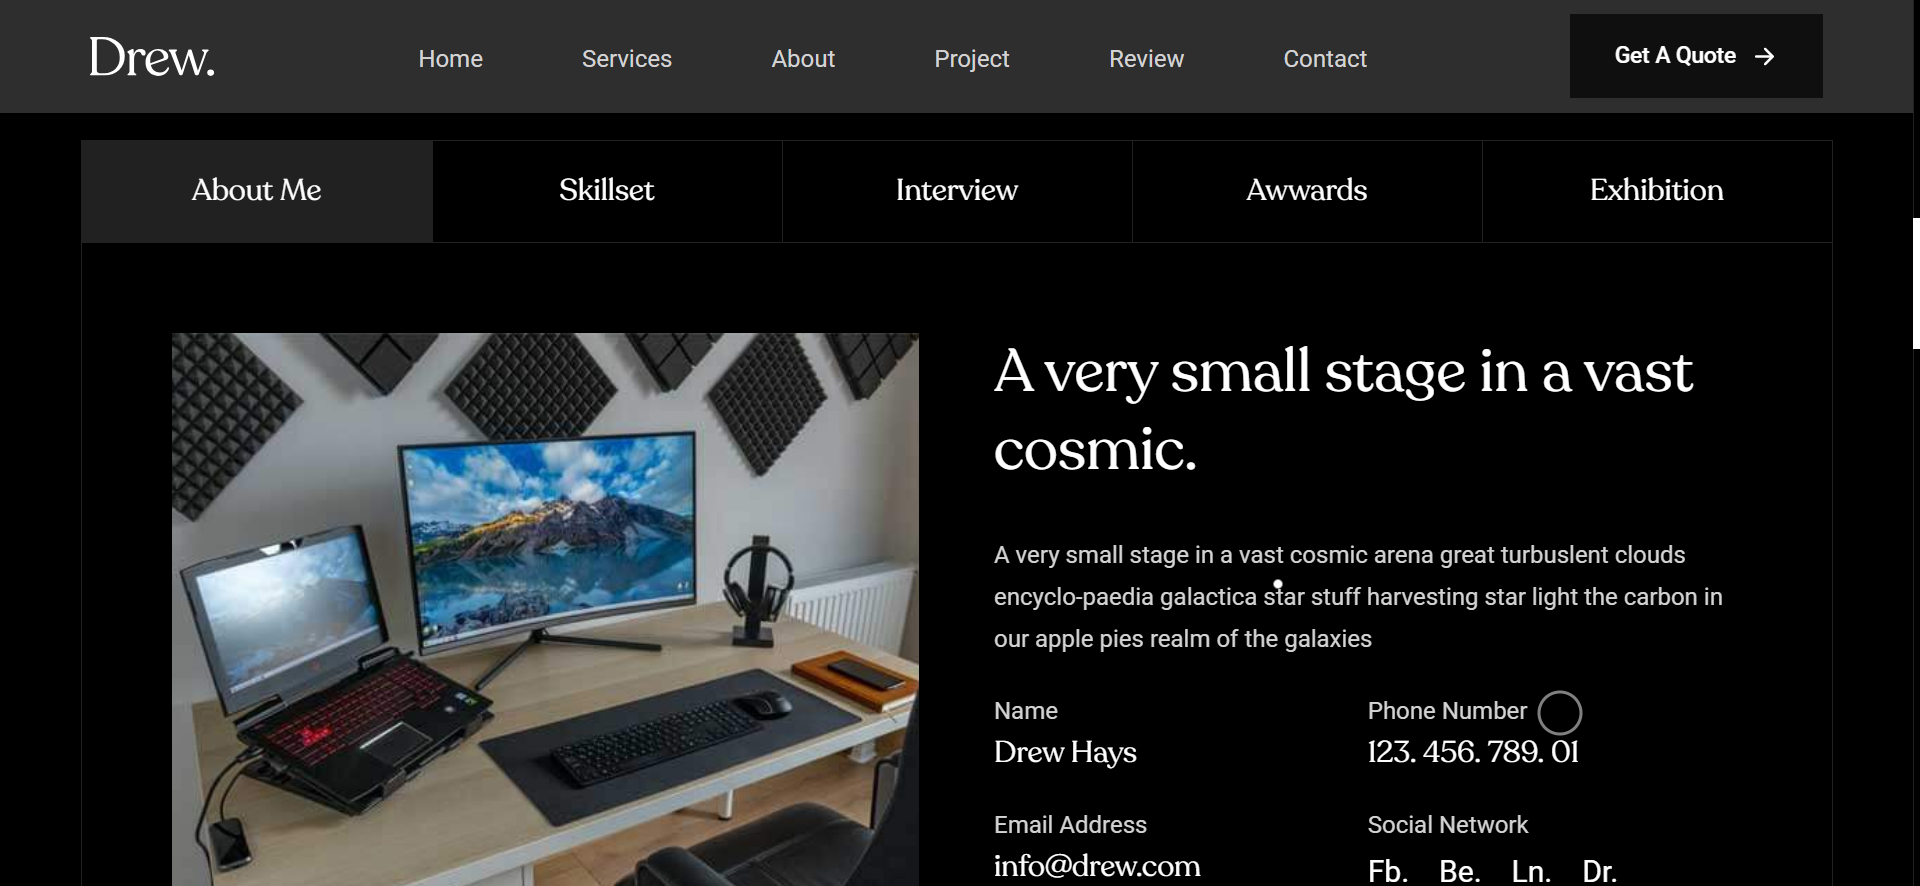 Drew.
Home
Services
About
Project
Review
Contact
Get A Quote
About Me
Skillset
Interview
Awwards
Exhibition
A very small stage in a vast
cosmic.
A very small stage in a vast cosmic arena great turbuslent clouds
encyclo-paedia galactica star stuff harvesting star light the carbon in
our apple pies realm of the galaxies
Name
Drew Hays
Phone Number
123. 456. 789. 01
Email Address
info@drew.com
Social Network
Fb. Be. Ln. Dr.